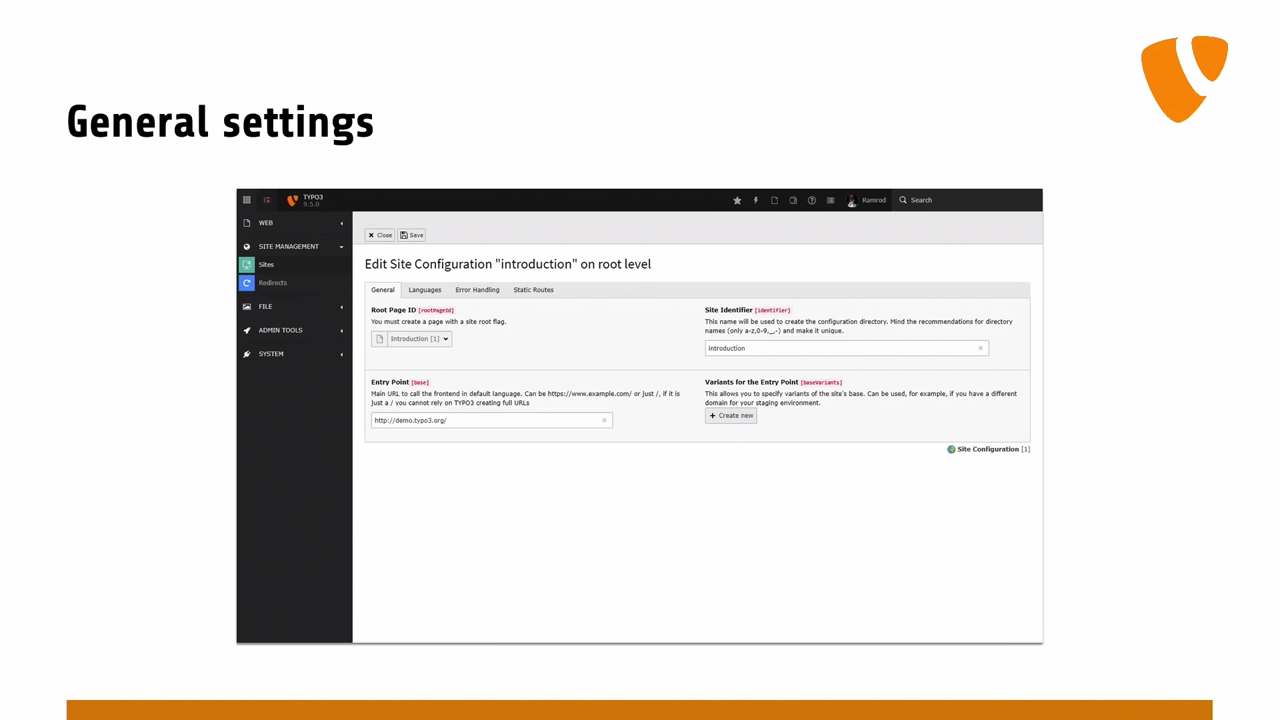 General settings
TYPO3
9.5.0
Ramrod
Search
WEB
SITE MANAGEMENT
Sites
Redirects
FILE
ADMIN TOOLS
SYSTEM
Close
Save
Edit Site Configuration "introduction" on root level
General
Languages
Error Handling
Static Routes
Root Page ID [rootPageId]
You must create a page with a site root flag.
Introduction [1]
Site Identifier [identifier]
This name will be used to create the configuration directory. Mind the recommendations for directory
names (only a-z,0-9,_,-) and make it unique.
introduction
Entry Point [base]
Main URL to call the frontend in default language. Can be https://www.example.com/ or just /, if it is
just a / you cannot rely on TYPO3 creating full URLs
http://demo.typo3.org/
Variants for the Entry Point [baseVariants]
This allows you to specify variants of the site's base. Can be used, for example, if you have a different
domain for your staging environment.
Create new
Site Configuration [1]